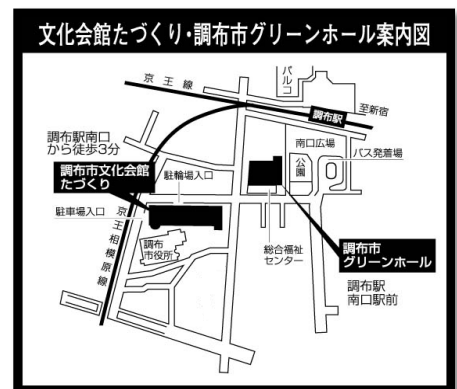 文化会館たづくり・調布市グリーンホール案内図
パルコ
京王線
調布駅
至新宿
調布駅南口
から徒歩3分
南口広場
バス発着場
調布市文化会館
たづくり
駐輪場入口
公園
駐車場入口
京王相模原線
調布
市役所
総合福祉
センター
調布市
グリーンホール
調布駅
南口駅前